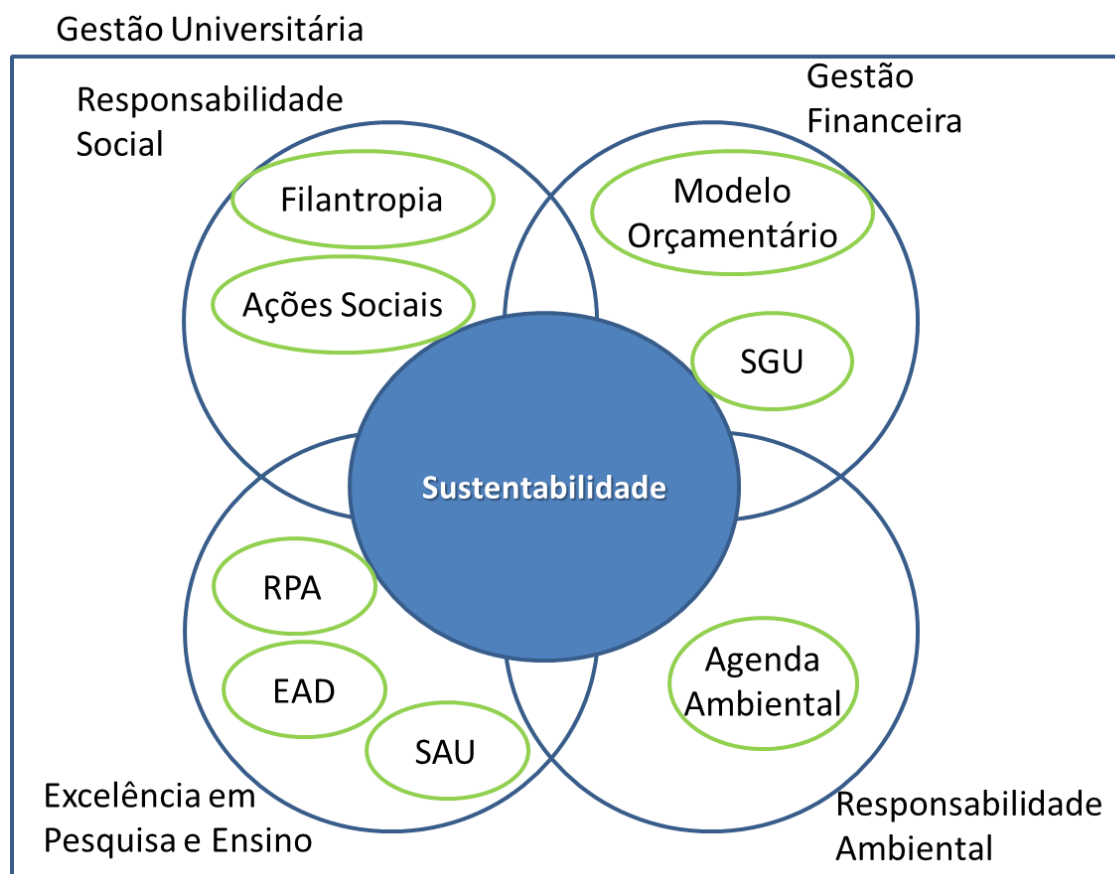 Gestão Universitária
Responsabilidade
Social
Gestão
Financeira
Filantropia
Ações Sociais
Modelo
Orçamentário
SGU
Sustentabilidade
RPA
EAD
SAU
Agenda
Ambiental
Excelência em
Pesquisa e Ensino
Responsabilidade
Ambiental